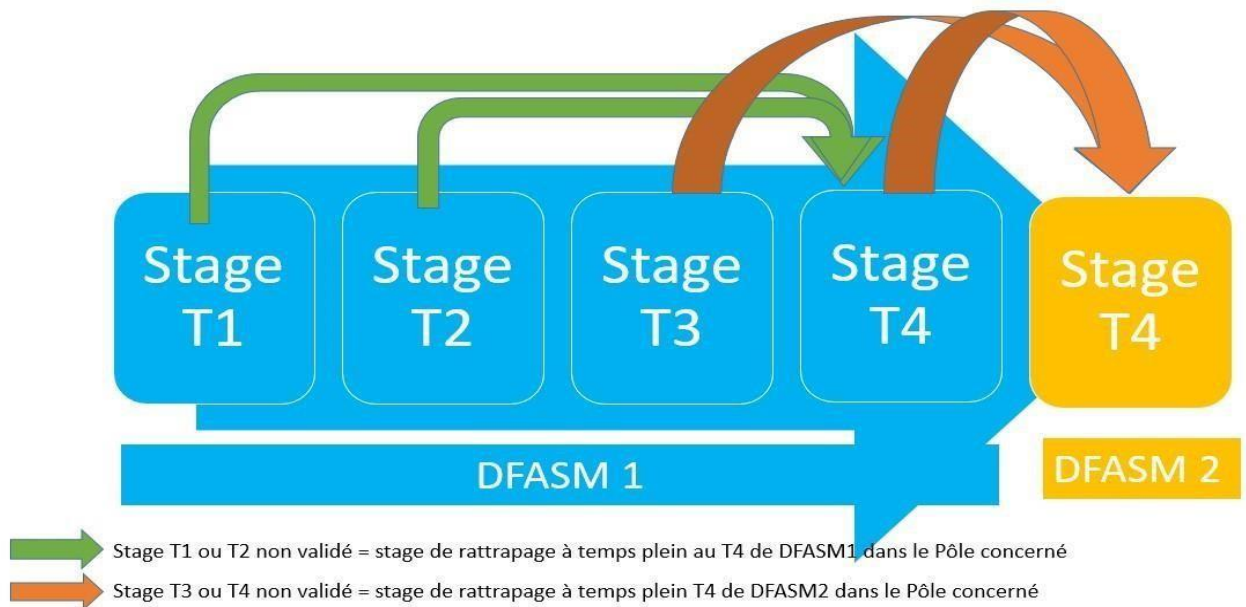 Stage
T1
Stage
T2
Stage
T3
Stage
T4
Stage
T4
DFASM 1
DFASM 2
Stage T1 ou T2 non validé = stage de rattrapage à temps plein au T4 de DFASM1 dans le Pôle concerné
Stage T3 ou T4 non validé = stage de rattrapage à temps plein T4 de DFASM2 dans le Pôle concerné